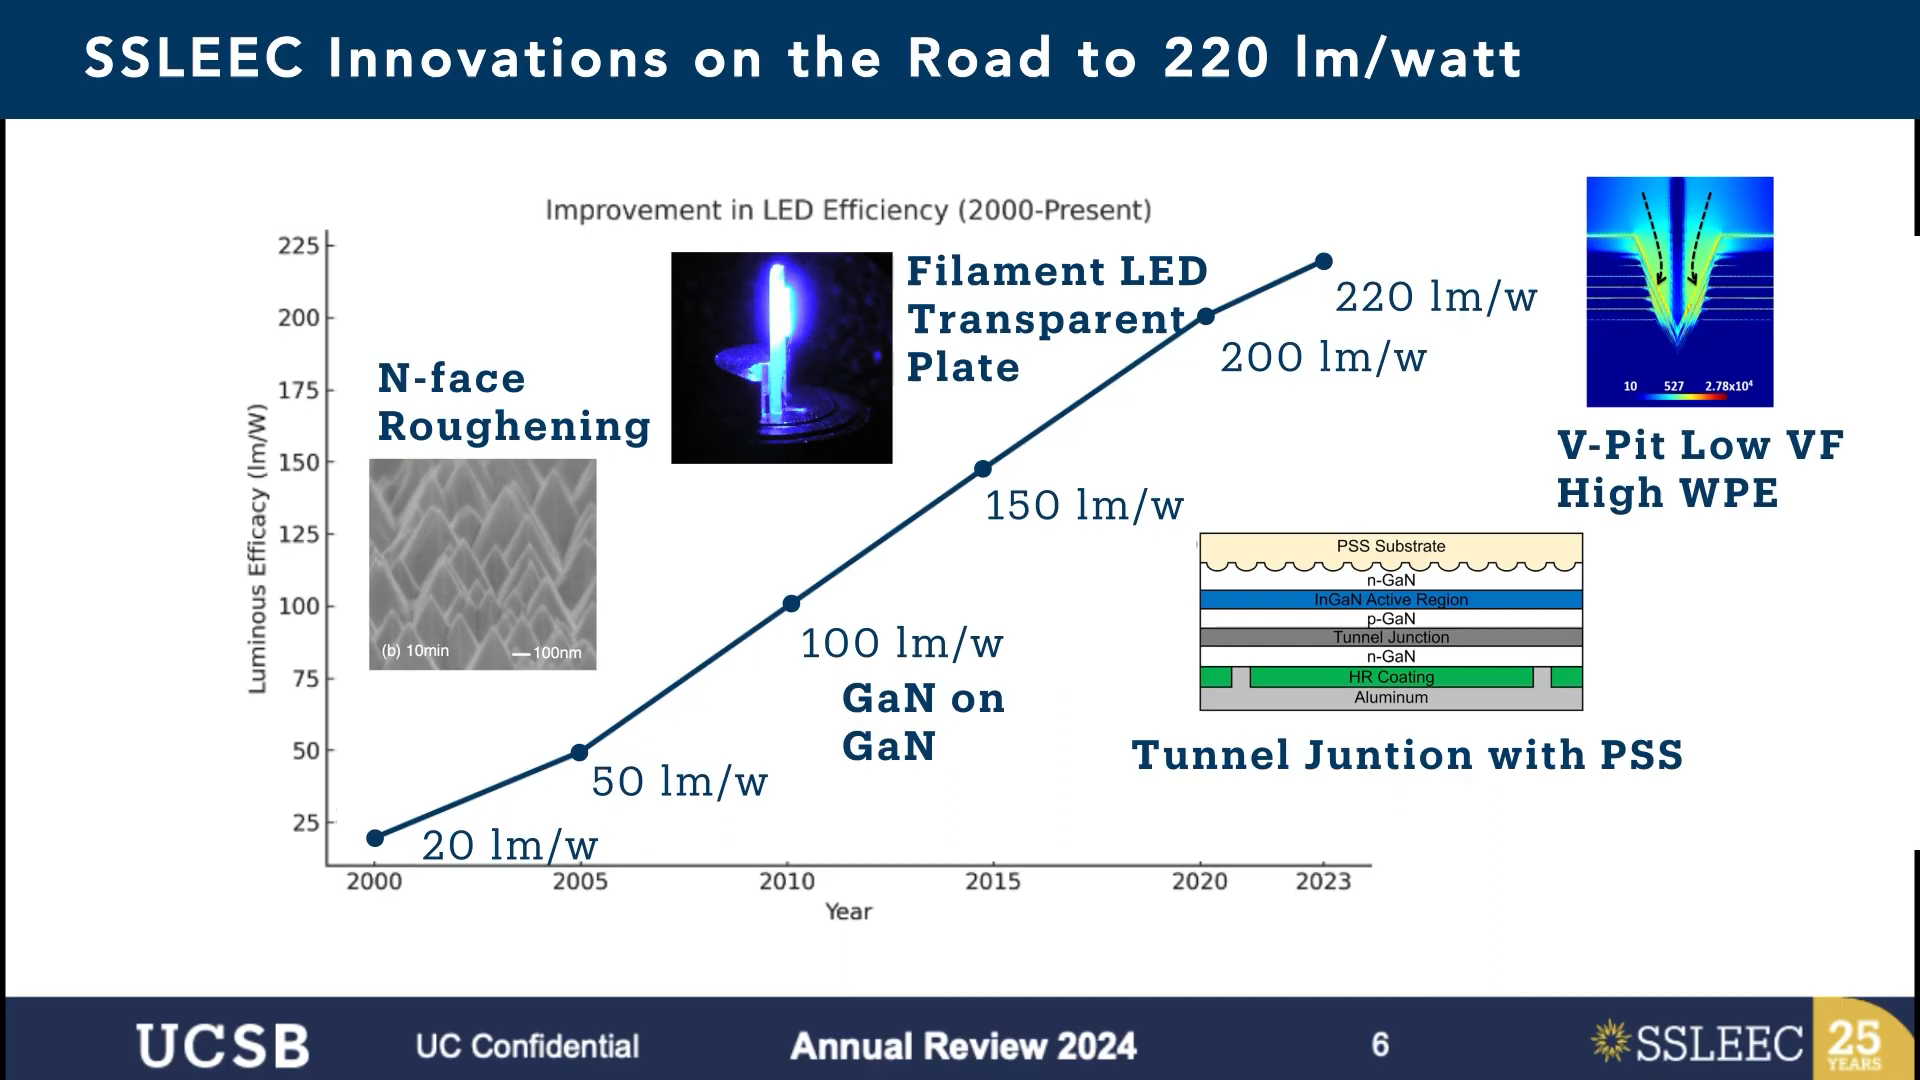 SSLEEC Innovations on the Road to 220 lm/watt
Improvement in LED Efficiency (2000-Present)
Luminous Efficacy (lm/W)
225
200
175
150
125
100
75
50
25
2000
2005
2010
2015
2020
2023
Year
N-face
Roughening
(b) 10min
100nm
Filament LED
Transparent
Plate
20 lm/w
50 lm/w
100 lm/w
GaN on
GaN
150 lm/w
200 lm/w
220 lm/w
10 527 2.78x10⁴
V-Pit Low VF
High WPE
PSS Substrate
n-GaN
InGaN Active Region
p-GaN
Tunnel Junction
n-GaN
HR Coating
Aluminum
Tunnel Juntion with PSS
UCSB
UC Confidential
Annual Review 2024
6
SSLEEC
25
YEARS